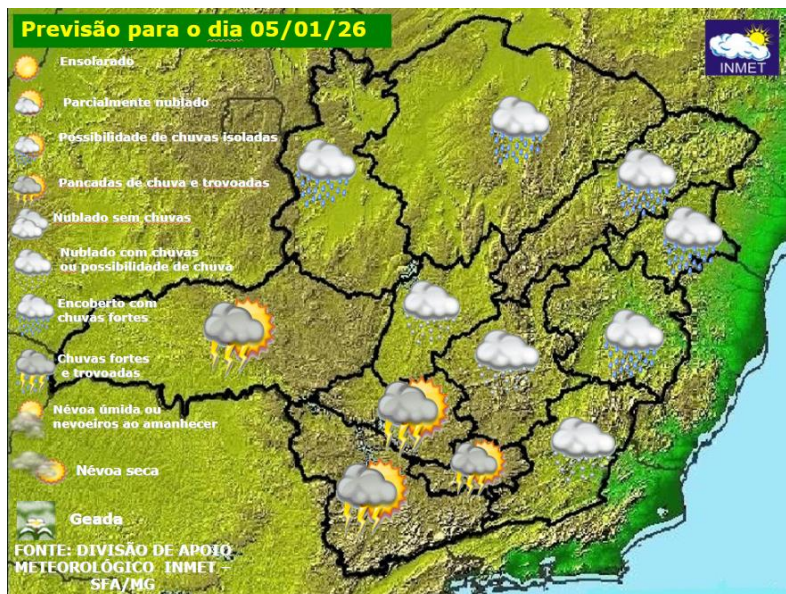 Previsão para o dia 05/01/26
INMET
Ensolarado
Parcialmente nublado
Possibilidade de chuvas isoladas
Pancadas de chuva e trovoadas
Nublado sem chuvas
Nublado com chuvas
ou possibilidade de chuva
Encoberto com
chuvas fortes
Chuvas fortes
e trovoadas
Névoa úmida ou
nevoeiros ao amanhecer
Névoa seca
Geada
FONTE: DIVISÃO DE APOIO
METEOROLÓGICO INMET –
SFA/MG